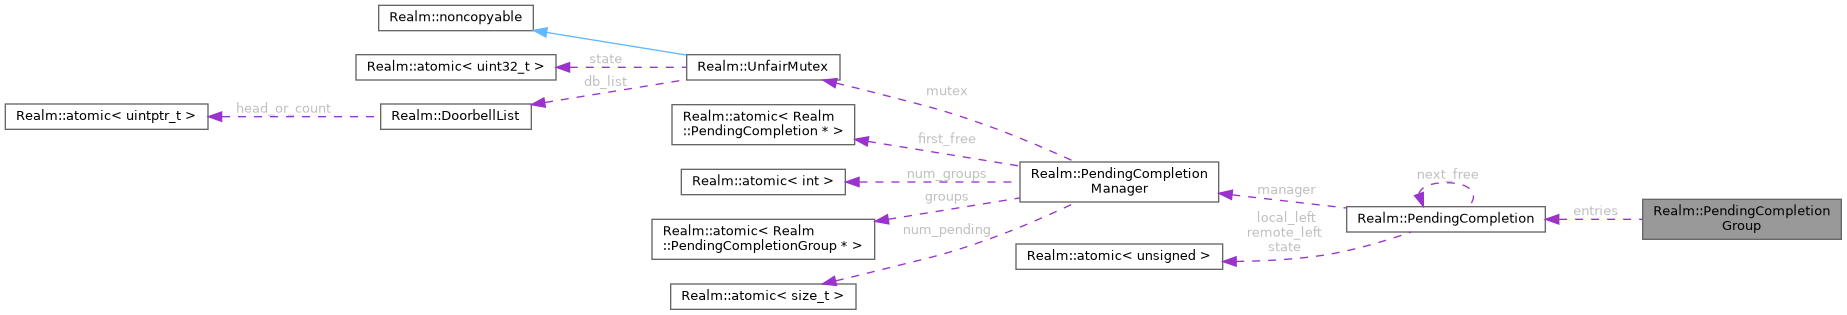 Realm::noncopyable
Realm::atomic< uint32_t >
state
Realm::UnfairMutex
db_list
Realm::atomic< uintptr_t >
head_or_count
Realm::DoorbellList
mutex
Realm::atomic< Realm
::PendingCompletion * >
first_free
Realm::atomic< int >
num_groups
Realm::PendingCompletion
Manager
groups
Realm::atomic< Realm
::PendingCompletionGroup * >
num_pending
Realm::atomic< size_t >
manager
next_free
Realm::PendingCompletion
local_left
remote_left
state
Realm::atomic< unsigned >
entries
Realm::PendingCompletion
Group